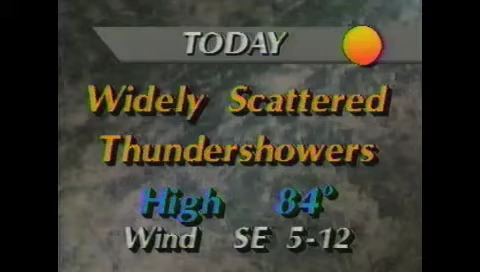 TODAY
Widely Scattered
Thundershowers
High 84°
Wind SE 5-12